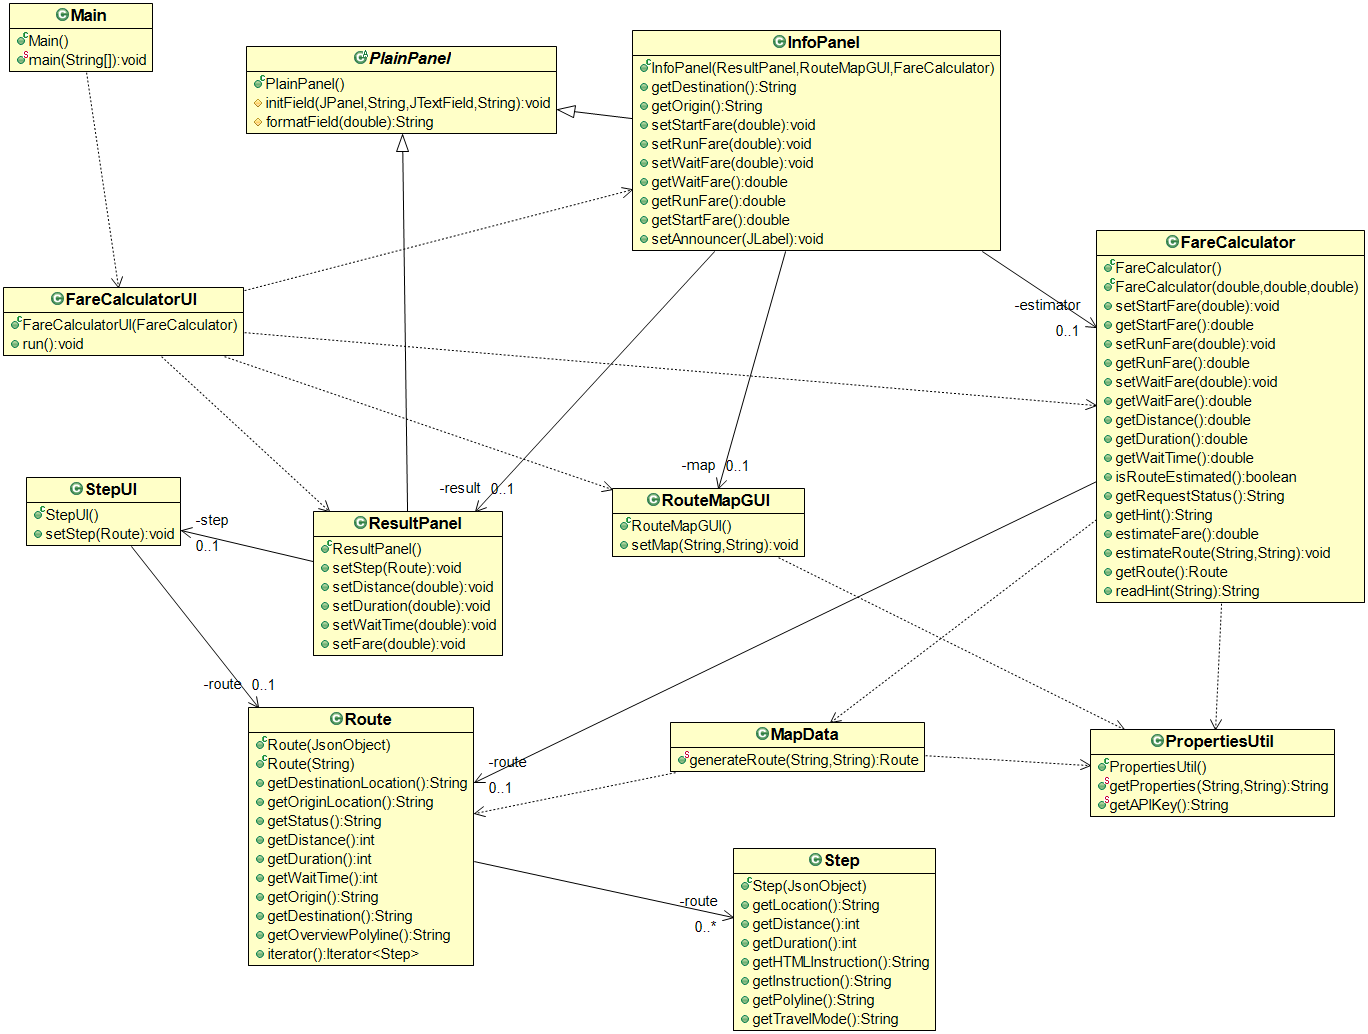 Main
Main()
main(String[]):void
PlainPanel
PlainPanel()
initField(JPanel,String,JTextField,String):void
formatField(double):String
InfoPanel
InfoPanel(ResultPanel,RouteMapGUI,FareCalculator)
getDestination():String
getOrigin():String
setStartFare(double):void
setRunFare(double):void
setWaitFare(double):void
getWaitFare():double
getRunFare():double
getStartFare():double
setAnnouncer(JLabel):void
FareCalculator
FareCalculator()
FareCalculator(double,double,double)
setStartFare(double):void
getStartFare():double
setRunFare(double):void
getRunFare():double
setWaitFare(double):void
getWaitFare():double
getDistance():double
getDuration():double
getWaitTime():double
isRouteEstimated():boolean
getRequestStatus():String
getHint():String
estimateFare():double
estimateRoute(String,String):void
getRoute():Route
readHint(String):String
-estimator
0..1
FareCalculatorUI
FareCalculatorUI(FareCalculator)
run():void
-map 0..1
-result 0..1
StepUI
StepUI()
setStep(Route):void
-step
0..1
ResultPanel
ResultPanel()
setStep(Route):void
setDistance(double):void
setDuration(double):void
setWaitTime(double):void
setFare(double):void
RouteMapGUI
RouteMapGUI()
setMap(String,String):void
-route 0..1
Route
Route(JsonObject)
Route(String)
getDestinationLocation():String
getOriginLocation():String
getStatus():String
getDistance():int
getDuration():int
getWaitTime():int
getOrigin():String
getDestination():String
getOverviewPolyline():String
iterator():Iterator<Step>
-route
0..1
MapData
generateRoute(String,String):Route
PropertiesUtil
PropertiesUtil()
getProperties(String,String):String
getAPIKey():String
-route
0..*
Step
Step(JsonObject)
getLocation():String
getDistance():int
getDuration():int
getHTMLInstruction():String
getInstruction():String
getPolyline():String
getTravelMode():String